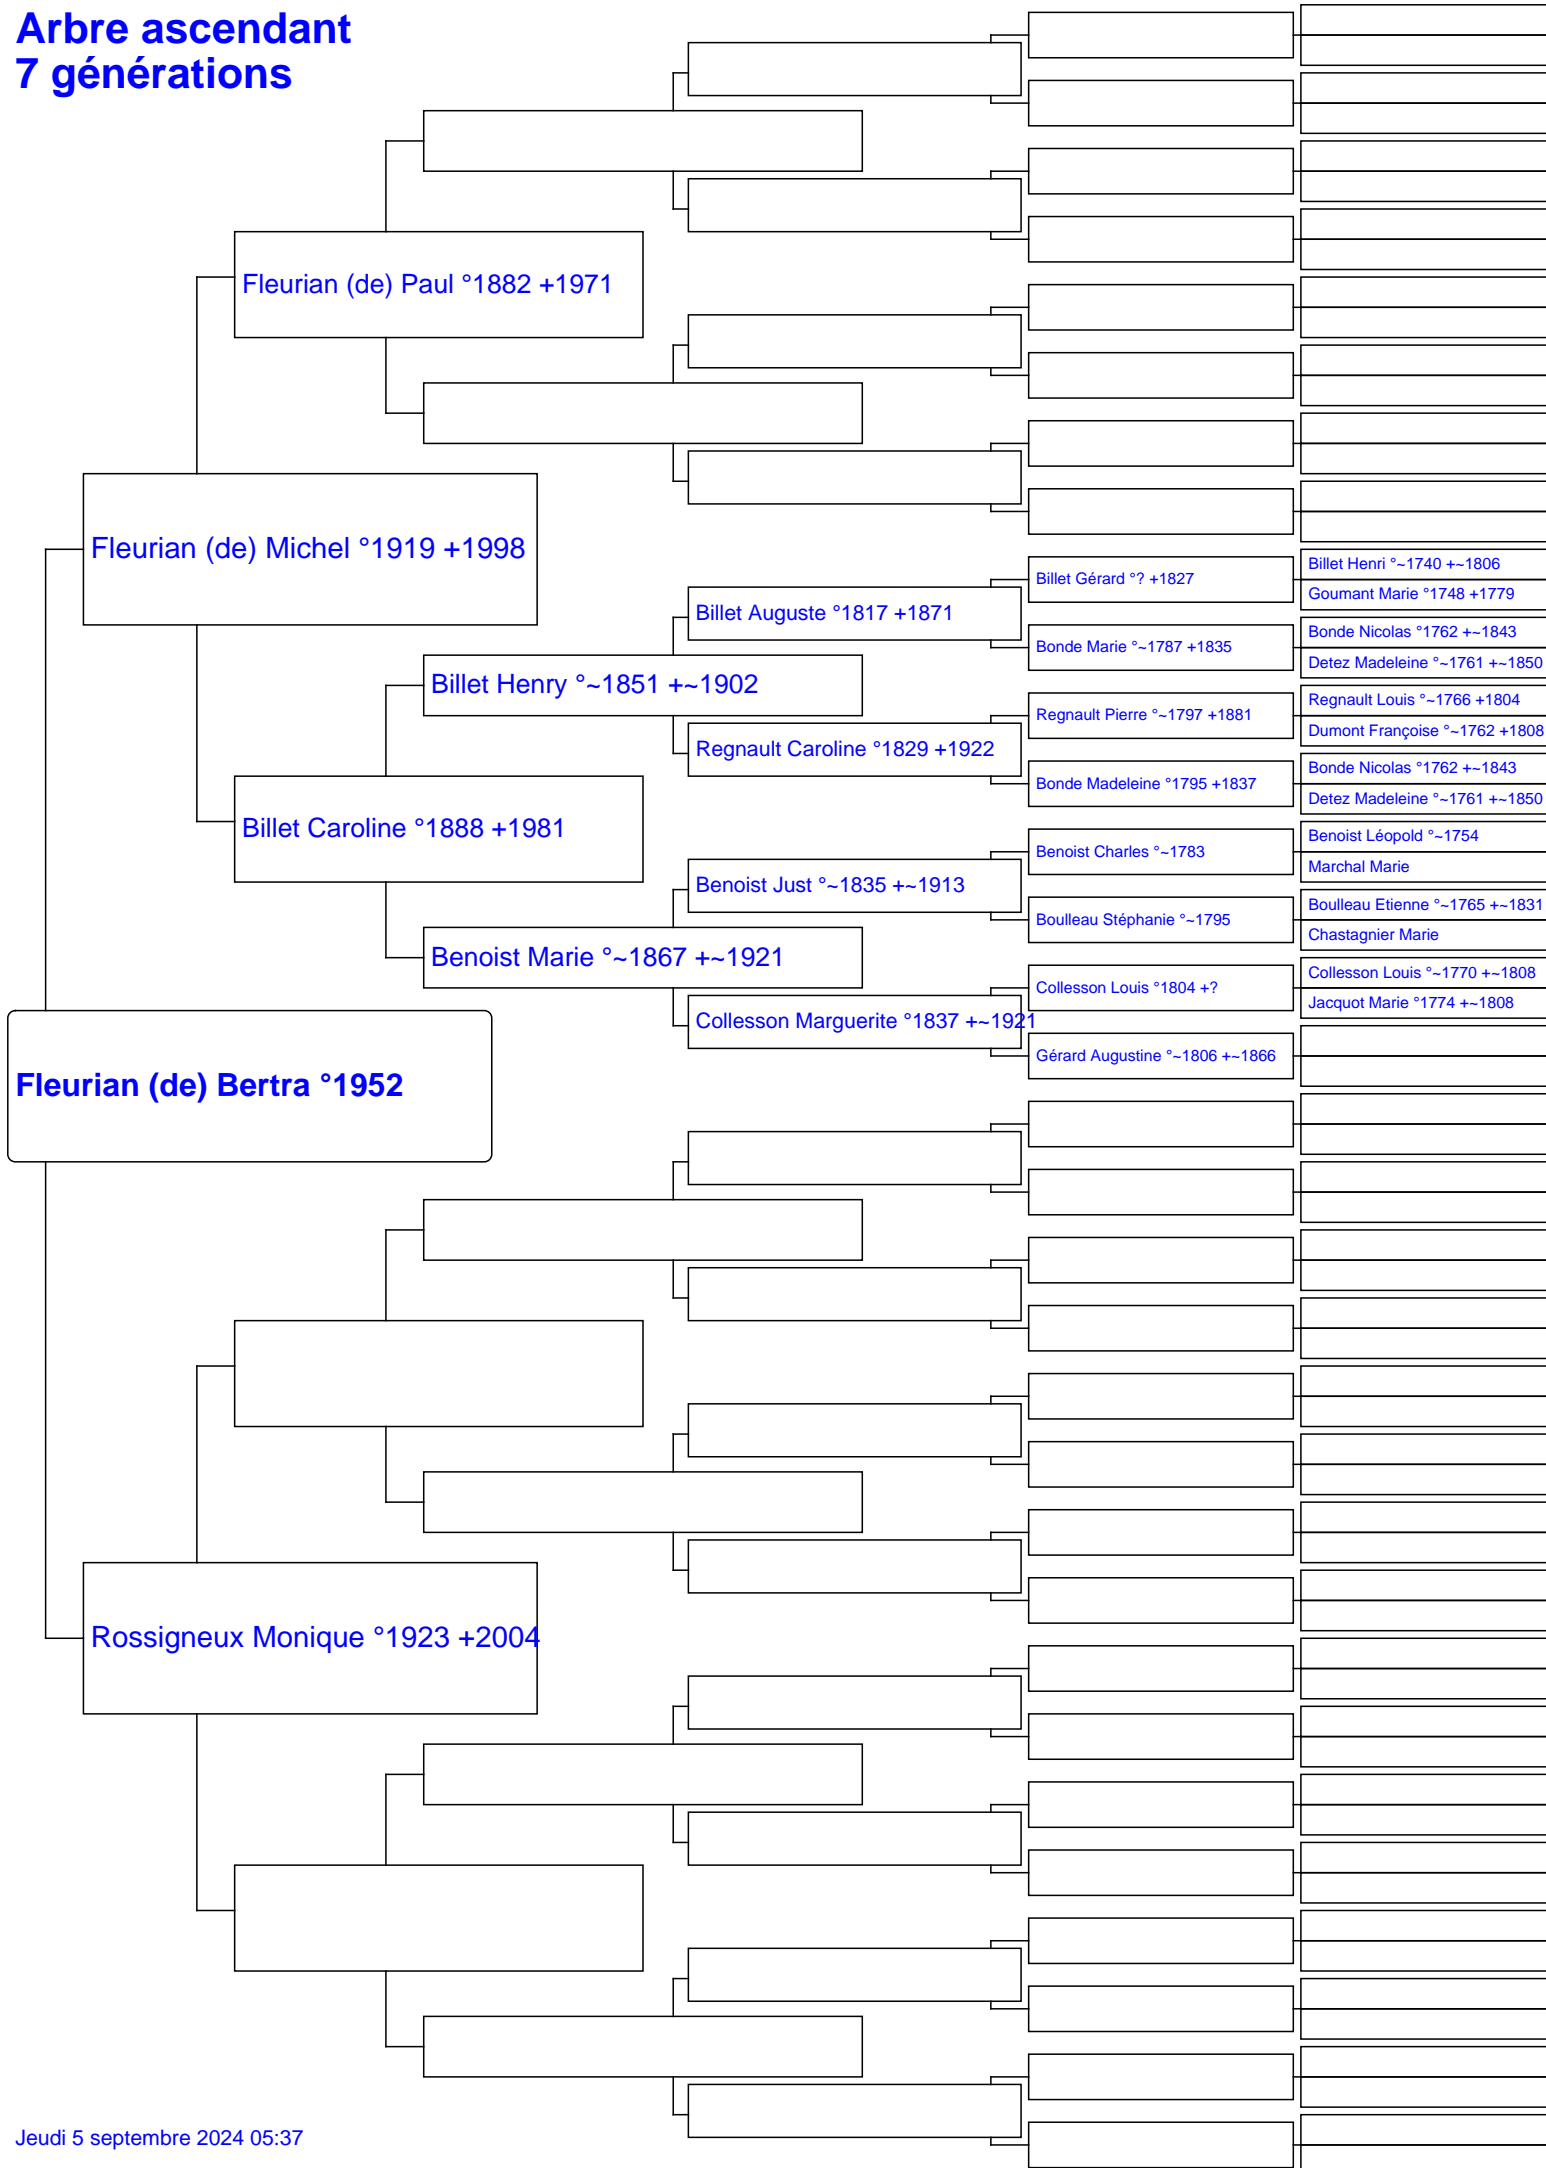 Arbre ascendant
7 générations
Fleurian (de) Paul °1882 +1971
Fleurian (de) Michel °1919 +1998
Billet Gérard °? +1827
Billet Henri °~1740 +~1806
Goumant Marie °1748 +1779
Billet Auguste °1817 +1871
Bonde Marie °~1787 +1835
Bonde Nicolas °1762 +~1843
Detez Madeleine °~1761 +~1850
Billet Henry °~1851 +~1902
Regnault Pierre °~1797 +1881
Regnault Louis °~1766 +1804
Dumont Françoise °~1762 +1808
Regnault Caroline °1829 +1922
Bonde Madeleine °1795 +1837
Bonde Nicolas °1762 +~1843
Detez Madeleine °~1761 +~1850
Billet Caroline °1888 +1981
Benoist Charles °~1783
Benoist Léopold °~1754
Marchal Marie
Benoist Just °~1835 +~1913
Boulleau Stéphanie °~1795
Boulleau Etienne °~1765 +~1831
Chastagnier Marie
Benoist Marie °~1867 +~1921
Collesson Louis °1804 +?
Collesson Louis °~1770 +~1808
Jacquot Marie °1774 +~1808
Collesson Marguerite °1837 +~1921
Gérard Augustine °~1806 +~1866
Fleurian (de) Bertra °1952
Rossigneux Monique °1923 +2004
Jeudi 5 septembre 2024 05:37